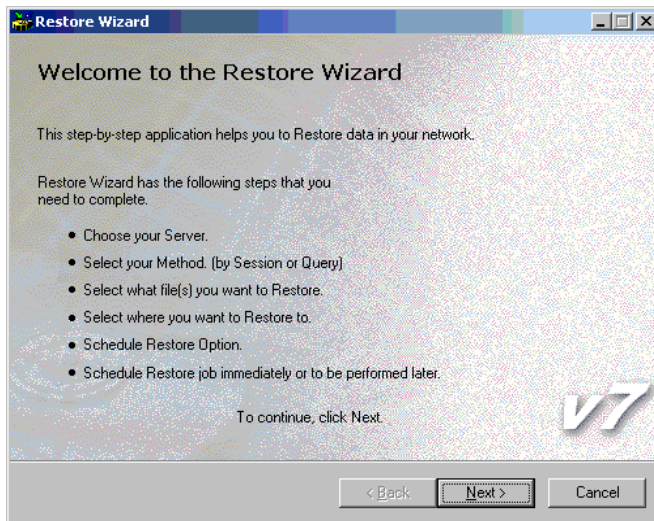 Restore Wizard
Welcome to the Restore Wizard
This step-by-step application helps you to Restore data in your network.
Restore Wizard has the following steps that you
need to complete.
• Choose your Server.
• Select your Method. (by Session or Query)
• Select what file(s) you want to Restore.
• Select where you want to Restore to.
• Schedule Restore Option.
• Schedule Restore job immediately or to be performed later.
To continue, click Next.
v7
< Back
Next >
Cancel